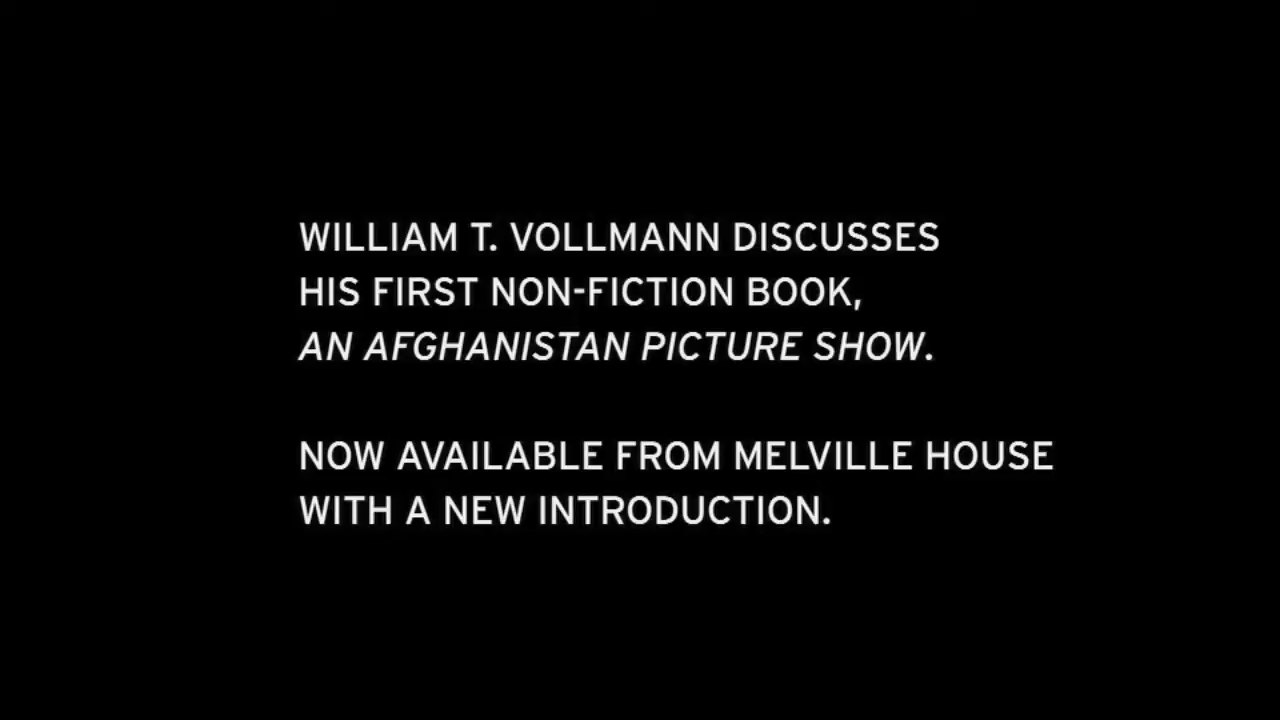 WILLIAM T. VOLLMANN DISCUSSES
HIS FIRST NON-FICTION BOOK,
AN AFGHANISTAN PICTURE SHOW.
NOW AVAILABLE FROM MELVILLE HOUSE
WITH A NEW INTRODUCTION.